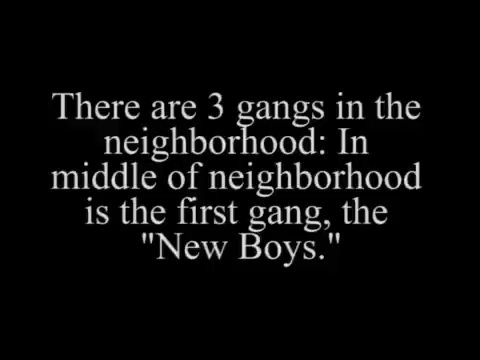 There are 3 gangs in the
neighborhood: In
middle of neighborhood
is the first gang, the
"New Boys."